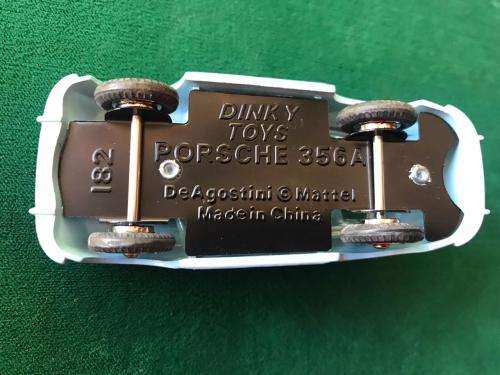 DINKY
TOYS
PORSCHE 356A
DeAgostini © Mattel
Made in China
182